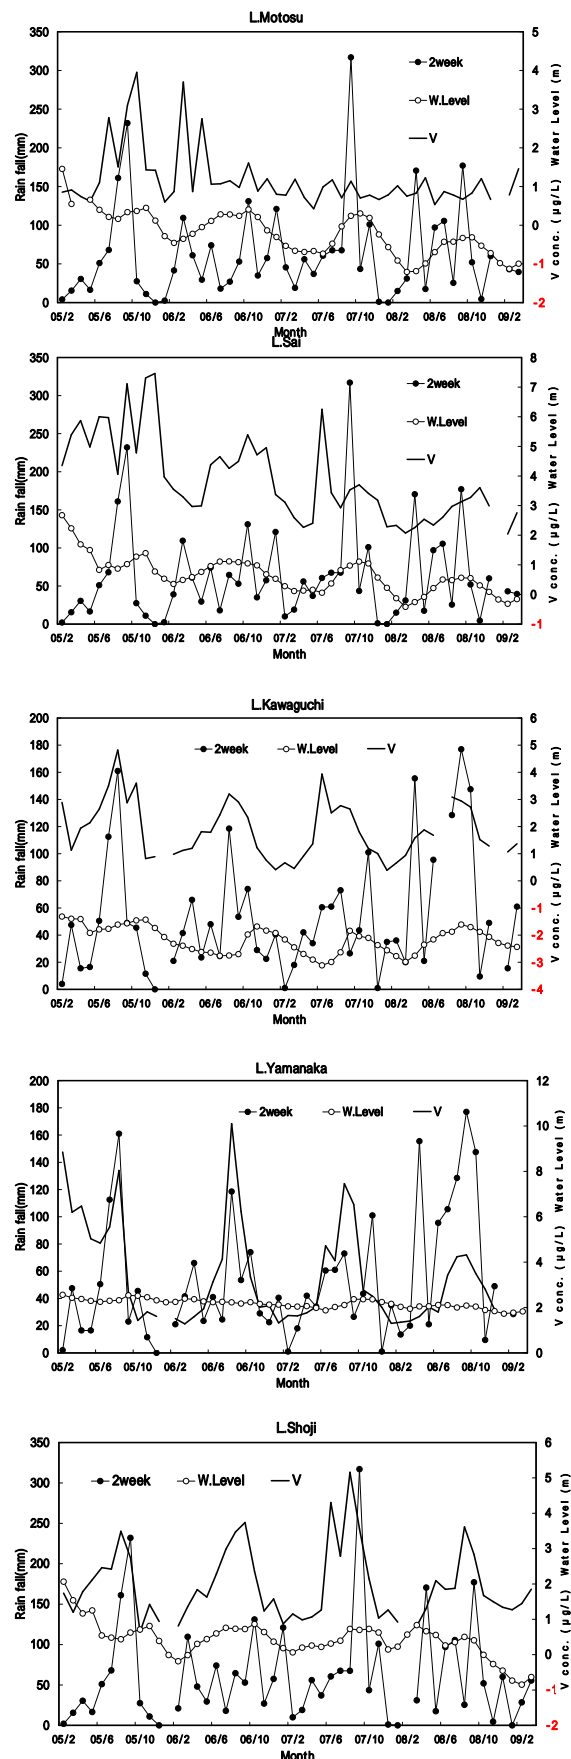 L.Motosu
350 5
300 4
250 3
200 2
150 1
100 0
50 -1
0 -2
2week
W.Level
V
Rain fall(mm)
V conc. ( μg/L) Water Level (m)
05/2 05/6 05/10 06/2 06/6 06/10 07/2 07/6 07/10 08/2 08/6 08/10 09/2
Month
L.Sai
350 8
300 7
250 6
200 5
150 4
100 3
50 2
0 1
0
-1
2week
W.Level
V
Rain fall(mm)
V conc. ( μg/L) Water Level (m)
05/2 05/6 05/10 06/2 06/6 06/10 07/2 07/6 07/10 08/2 08/6 08/10 09/2
Month
L.Kawaguchi
200 6
180 5
160 4
140 3
120 2
100 1
80 0
60 -1
40 -2
20 -3
0 -4
2week W.Level V
Rain fall(mm)
V conc. ( μg/L) Water Level (m)
05/2 05/6 05/10 06/2 06/6 06/10 07/2 07/6 07/10 08/2 08/6 08/10 09/2
Month
L.Yamanaka
200 12
180 10
160 8
140 6
120 4
100 2
80 0
60
40
20
0
2week W.Level V
Rain fall(mm)
V conc. ( μg/L) Water Level (m)
05/2 05/6 05/10 06/2 06/6 06/10 07/2 07/6 07/10 08/2 08/6 08/10 09/2
Month
L.Shoji
350 6
300 5
250 4
200 3
150 2
100 1
50 0
0 -1
-2
2week W.Level V
Rain fall(mm)
V conc. ( μg/L) Water Level (m)
05/2 05/6 05/10 06/2 06/6 06/10 07/2 07/6 07/10 08/2 08/6 08/10 09/2
Month